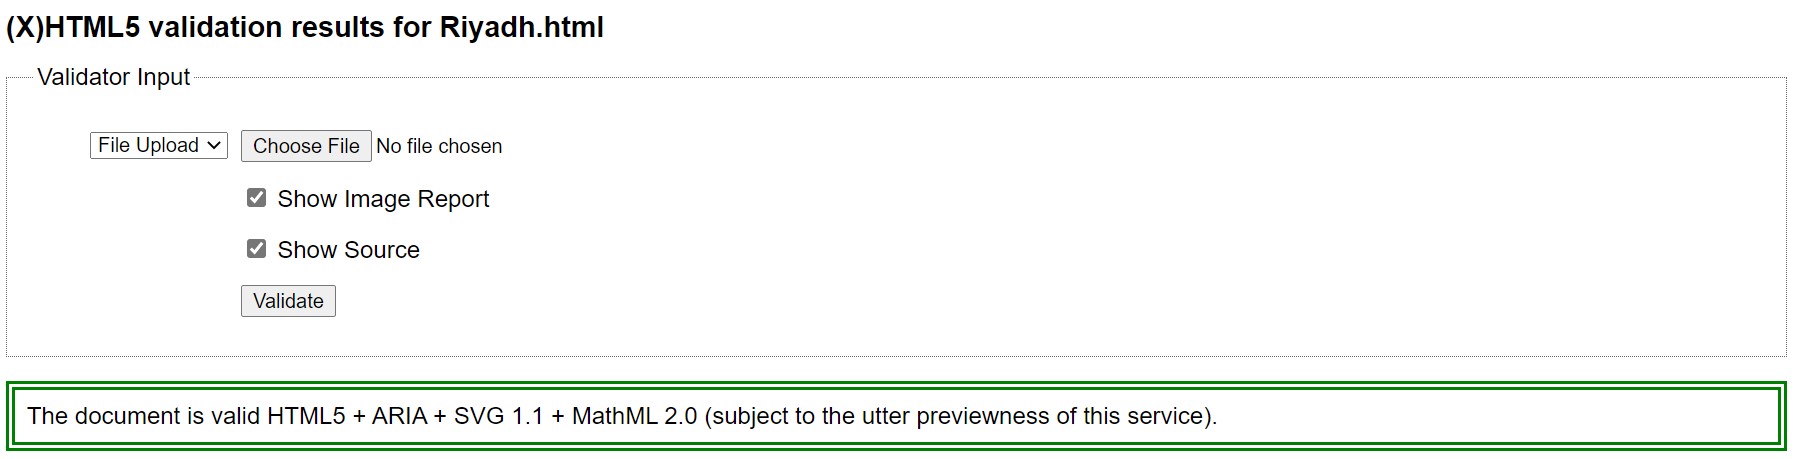 (X)HTML5 validation results for Riyadh.html
Validator Input
File Upload Choose File No file chosen
Show Image Report
Show Source
Validate
The document is valid HTML5 + ARIA + SVG 1.1 + MathML 2.0 (subject to the utter previewness of this service).